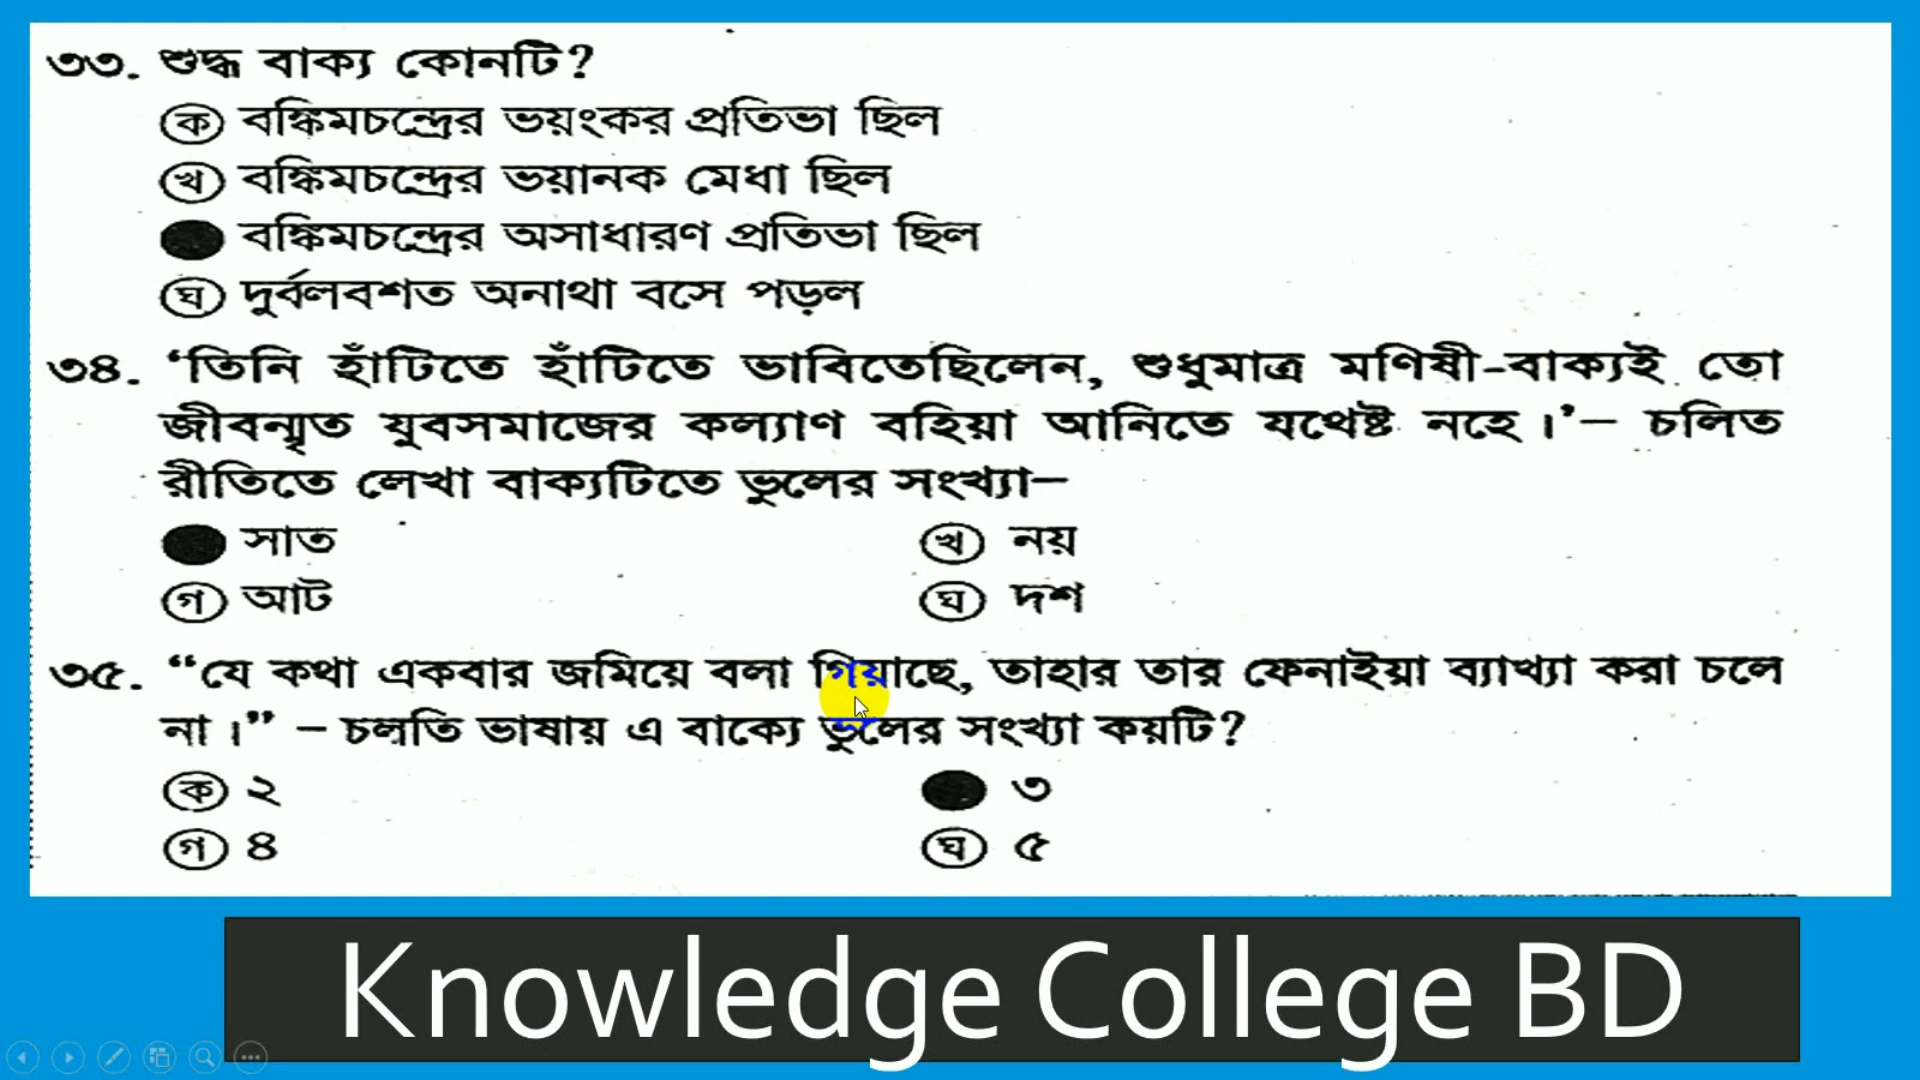 ৩৩. শুদ্ধ বাক্য কোনটি?
ক বঙ্কিমচন্দ্রের ভয়ংকর প্রতিভা ছিল
খ বঙ্কিমচন্দ্রের ভয়ানক মেধা ছিল
বঙ্কিমচন্দ্রের অসাধারণ প্রতিভা ছিল
ঘ দুর্বলবশত অনাথা বসে পড়ল
৩৪. ‘তিনি হাঁটিতে হাঁটিতে ভাবিতেছিলেন, শুধুমাত্র মণিষী-বাক্যই তো
জীবন্মৃত যুবসমাজের কল্যাণ বহিয়া আনিতে যথেষ্ট নহে।’– চলিত
রীতিতে লেখা বাক্যটিতে ভুলের সংখ্যা–
সাত খ নয়
গ আট ঘ দশ
৩৫. “যে কথা একবার জমিয়ে বলা গিয়াছে, তাহার তার ফেনাইয়া ব্যাখ্যা করা চলে
না।” – চলতি ভাষায় এ বাক্যে ভুলের সংখ্যা কয়টি?
ক ২ ৩
গ ৪ ঘ ৫
Knowledge College BD